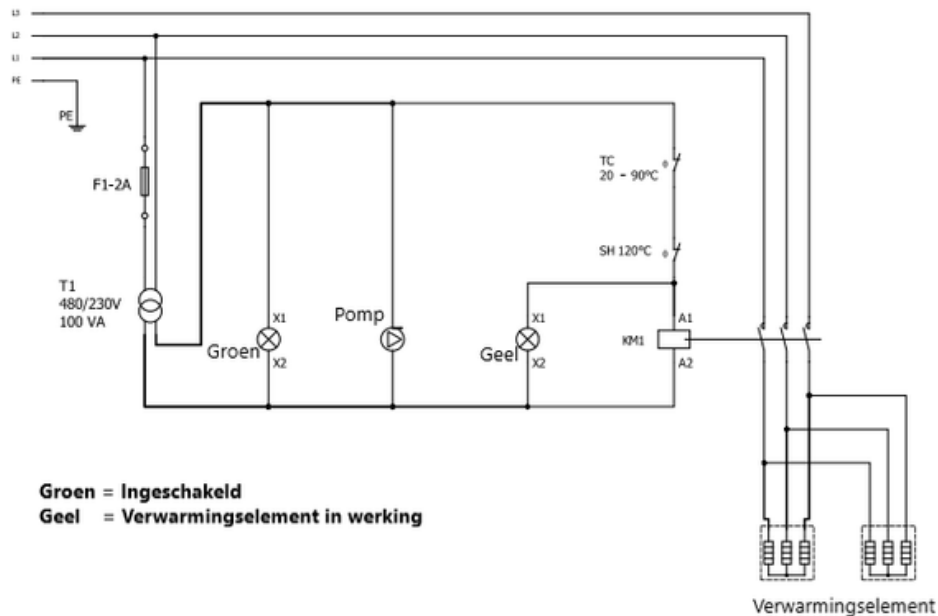 L3
L2
L1
PE
PE
F1-2A
T1
480/230V
100 VA
TC
20 - 90°C
SH 120°C
X1
Groen
X2
Pomp
X1
Geel
X2
A1
KM1
A2
Groen = Ingeschakeld
Geel = Verwarmingselement in werking
Verwarmingselement